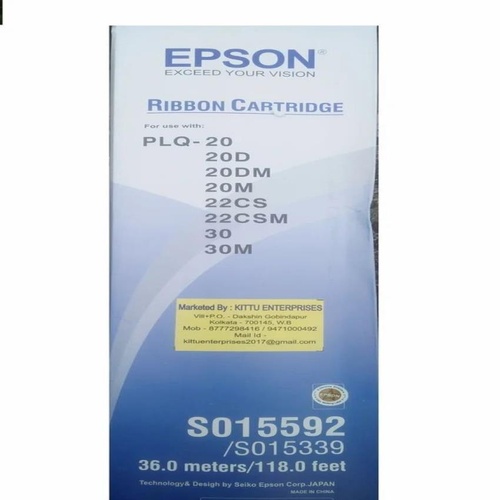 EPSON®
EXCEED YOUR VISION
RIBBON CARTRIDGE
For use with:
PLQ-20
20D
20DM
20M
22CS
22CSM
30
30M
Marketed By : KITTU ENTERPRISES
Vill+P.O. - Dakshin Gobindapur
Kolkata - 700145, W.B
Mob - 8777298416 / 9471000492
Mail Id -
kittuenterprises2017@gmail.com
S015592
/S015339
36.0 meters/118.0 feet
Technology& Design by Saiko Epson Corp.JAPAN
MADE IN CHINA